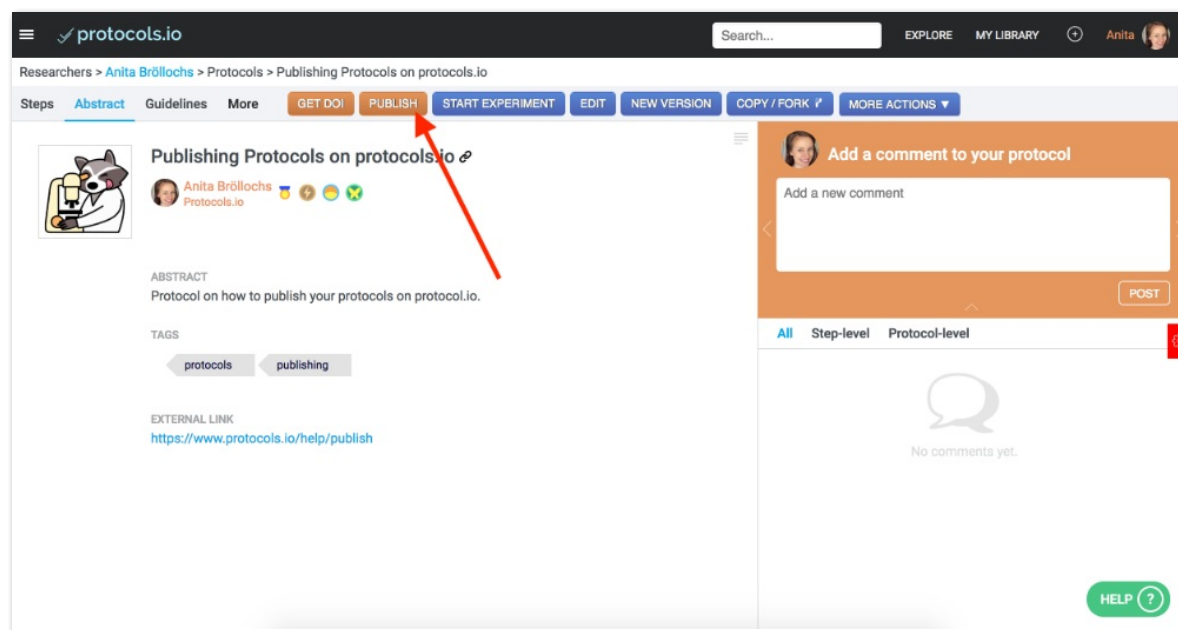 protocols.io
Search...
EXPLORE MY LIBRARY Anita
Researchers > Anita Bröllochs > Protocols > Publishing Protocols on protocols.io
Steps Abstract Guidelines More GET DOI PUBLISH START EXPERIMENT EDIT NEW VERSION COPY / FORK MORE ACTIONS ▼
Publishing Protocols on protocols.io
Anita Bröllochs
Protocols.io
ABSTRACT
Protocol on how to publish your protocols on protocol.io.
TAGS
protocols publishing
EXTERNAL LINK
https://www.protocols.io/help/publish
Add a comment to your protocol
Add a new comment
POST
All Step-level Protocol-level
No comments yet.
HELP ?